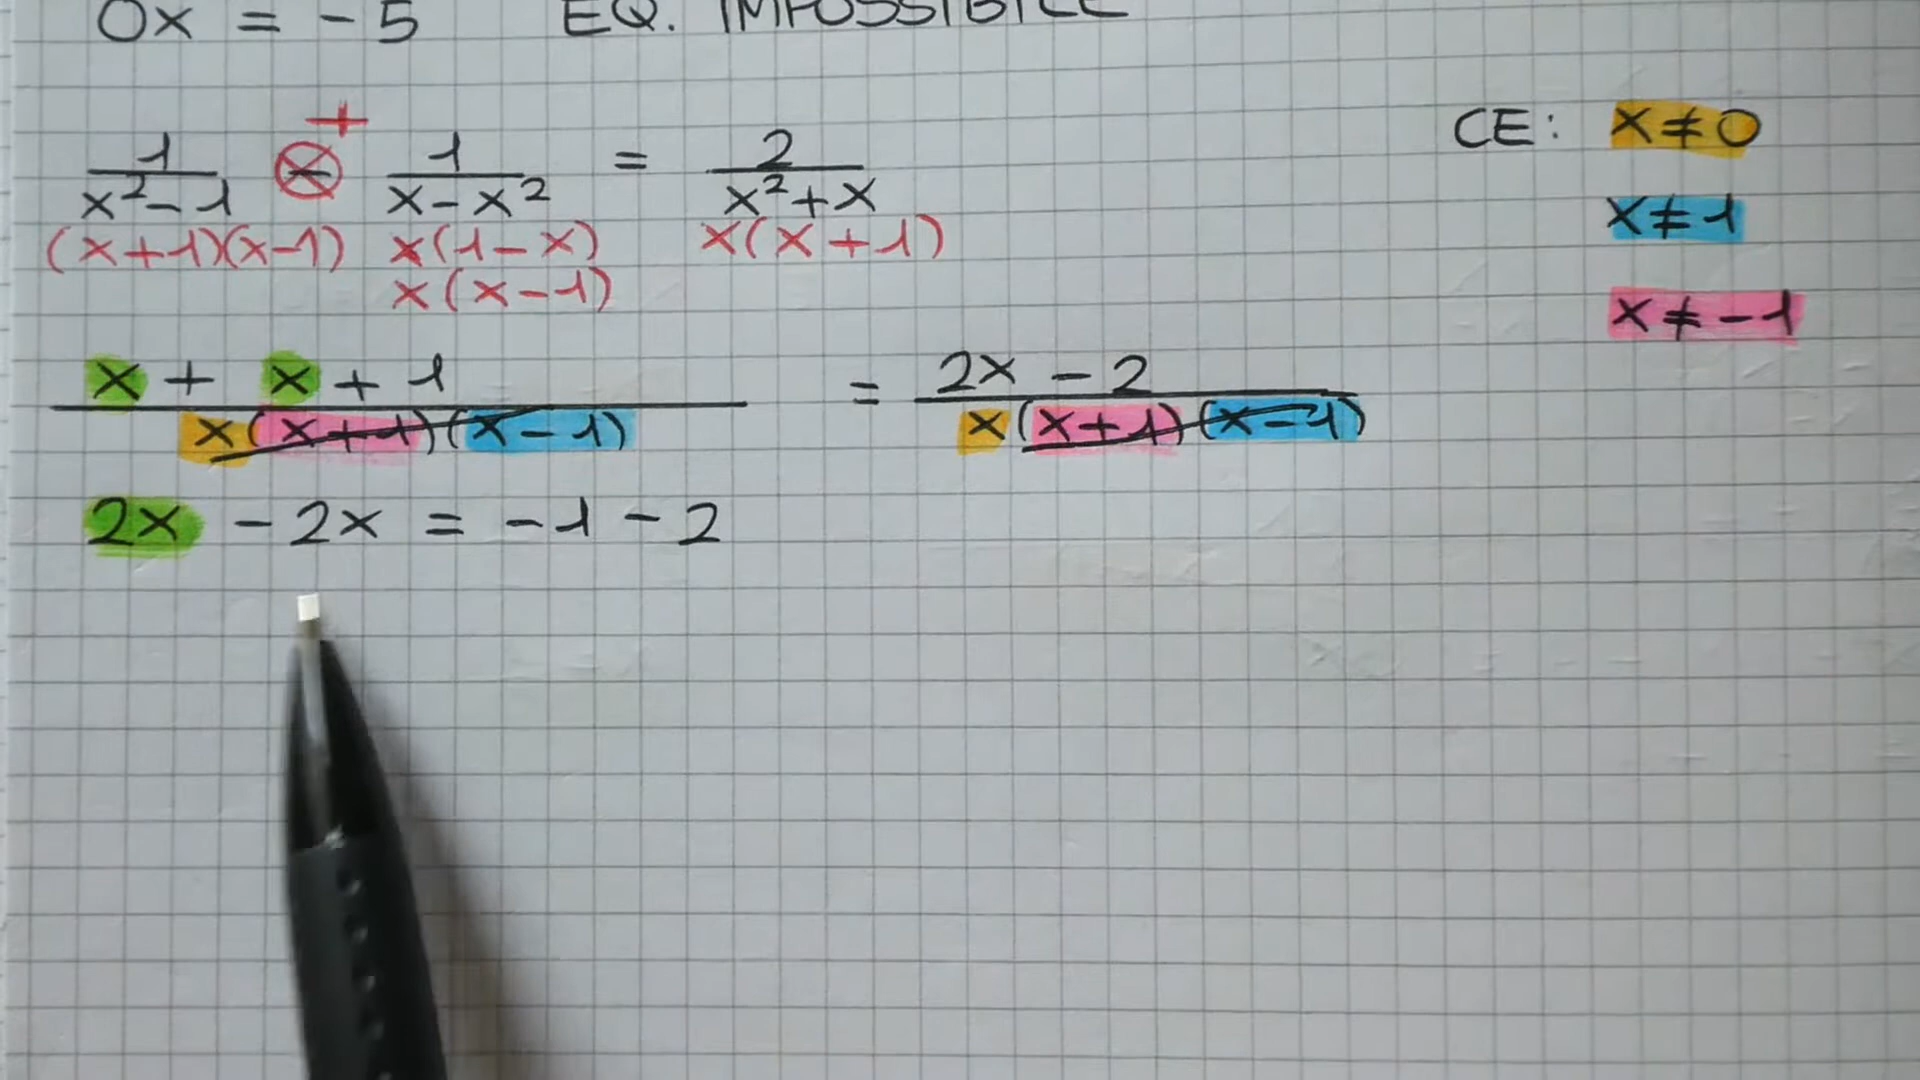 0x = - 5 EQ. IMPOSSIBILE
+
1/(x² - 1) - 1/(x - x²) = 2/(x² + x)
CE: x ≠ 0
(x+1)(x-1) x(1-x) x(x+1)
x ≠ 1
x(x-1)
x ≠ -1
x + x + 1 = 2x - 2
x(x+1)(x-1) x(x+1)(x-1)
2x - 2x = -1 - 2